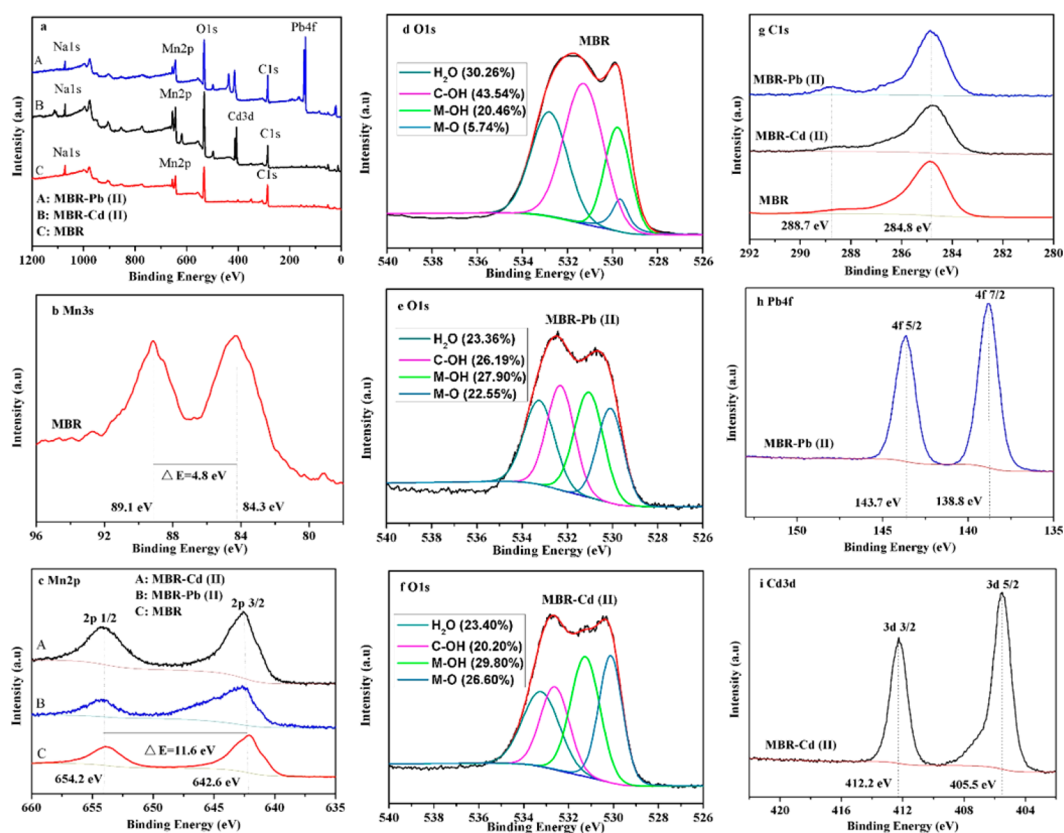 a
O1s
Pb4f
Na1s
Mn2p
C1s
A
Na1s
Mn2p
Cd3d
C1s
B
Na1s
Mn2p
C1s
C
A: MBR-Pb (II)
B: MBR-Cd (II)
C: MBR
1200 1000 800 600 400 200 0
Binding Energy (eV)
Intensity (a.u)
b Mn3s
MBR
△ E=4.8 eV
89.1 eV
84.3 eV
96 92 88 84 80
Binding Energy (eV)
Intensity (a.u)
c Mn2p
A: MBR-Cd (II)
B: MBR-Pb (II)
C: MBR
2p 1/2
2p 3/2
A
B
C
△ E=11.6 eV
654.2 eV
642.6 eV
660 655 650 645 640 635
Binding Energy (eV)
Intensity (a.u)
d O1s
MBR
H2O (30.26%)
C-OH (43.54%)
M-OH (20.46%)
M-O (5.74%)
540 538 536 534 532 530 528 526
Binding Energy (eV)
Intensity (a.u)
e O1s
MBR-Pb (II)
H2O (23.36%)
C-OH (26.19%)
M-OH (27.90%)
M-O (22.55%)
540 538 536 534 532 530 528 526
Binding Energy (eV)
Intensity (a.u)
f O1s
MBR-Cd (II)
H2O (23.40%)
C-OH (20.20%)
M-OH (29.80%)
M-O (26.60%)
540 538 536 534 532 530 528 526
Binding Energy (eV)
Intensity (a.u)
g C1s
MBR-Pb (II)
MBR-Cd (II)
MBR
288.7 eV
284.8 eV
292 290 288 286 284 282 280
Binding Energy (eV)
Intensity (a.u)
h Pb4f
4f 7/2
4f 5/2
MBR-Pb (II)
143.7 eV
138.8 eV
150 145 140 135
Binding Energy (eV)
Intensity (a.u)
i Cd3d
3d 5/2
3d 3/2
MBR-Cd (II)
412.2 eV
405.5 eV
420 416 412 408 404
Binding Energy (eV)
Intensity (a.u)